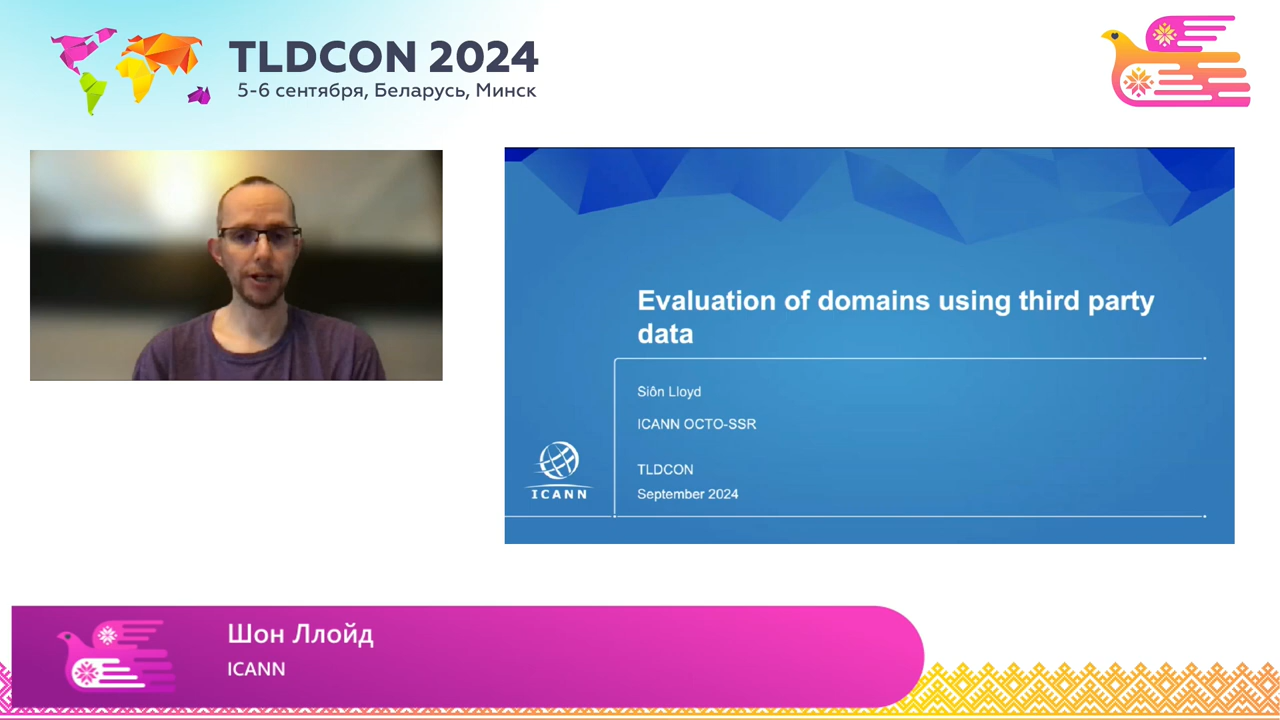 TLDCON 2024
5-6 сентября, Беларусь, Минск
Evaluation of domains using third party
data
Siôn Lloyd
ICANN OCTO-SSR
TLDCON
September 2024
ICANN
Шон Ллойд
ICANN